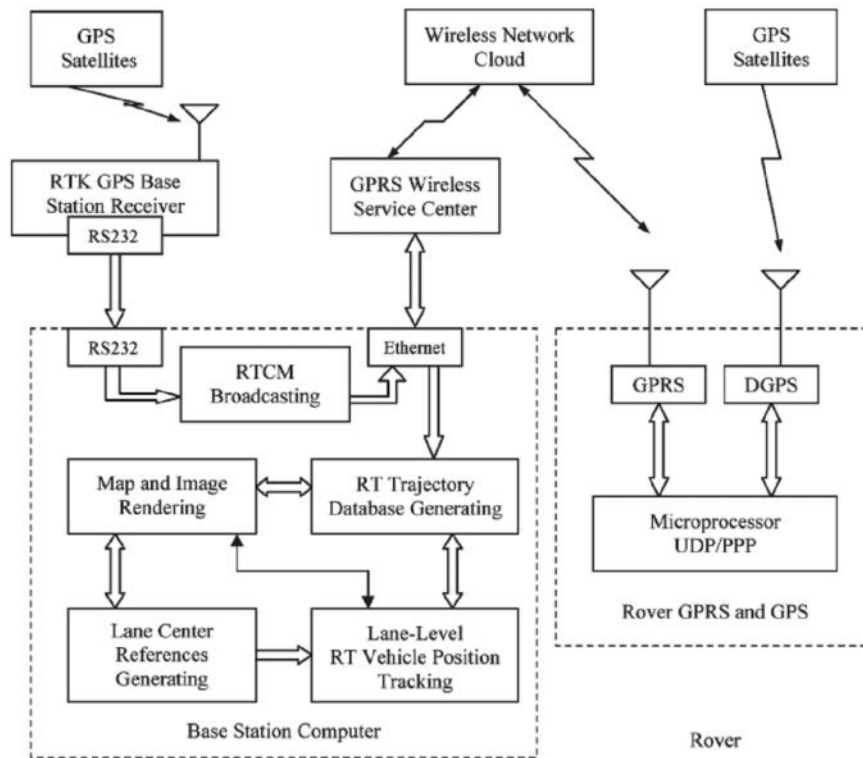 GPS
Satellites
Wireless Network
Cloud
GPS
Satellites
RTK GPS Base
Station Receiver
RS232
GPRS Wireless
Service Center
RS232
Ethernet
RTCM
Broadcasting
GPRS
DGPS
Map and Image
Rendering
RT Trajectory
Database Generating
Microprocessor
UDP/PPP
Rover GPRS and GPS
Lane Center
References
Generating
Lane-Level
RT Vehicle Position
Tracking
Base Station Computer
Rover